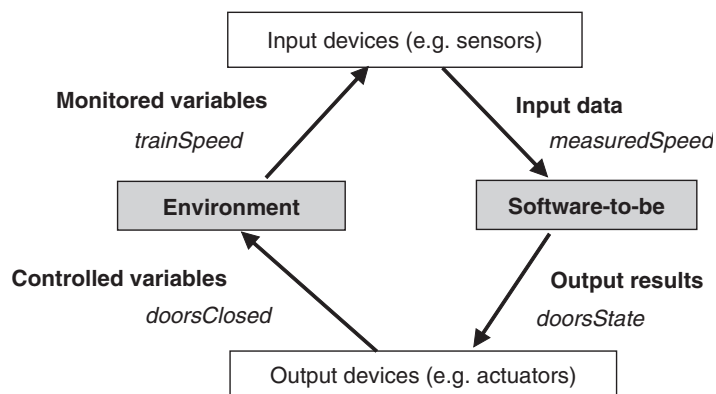 Input devices (e.g. sensors)
Monitored variables
trainSpeed
Input data
measuredSpeed
Environment
Software-to-be
Controlled variables
doorsClosed
Output results
doorsState
Output devices (e.g. actuators)